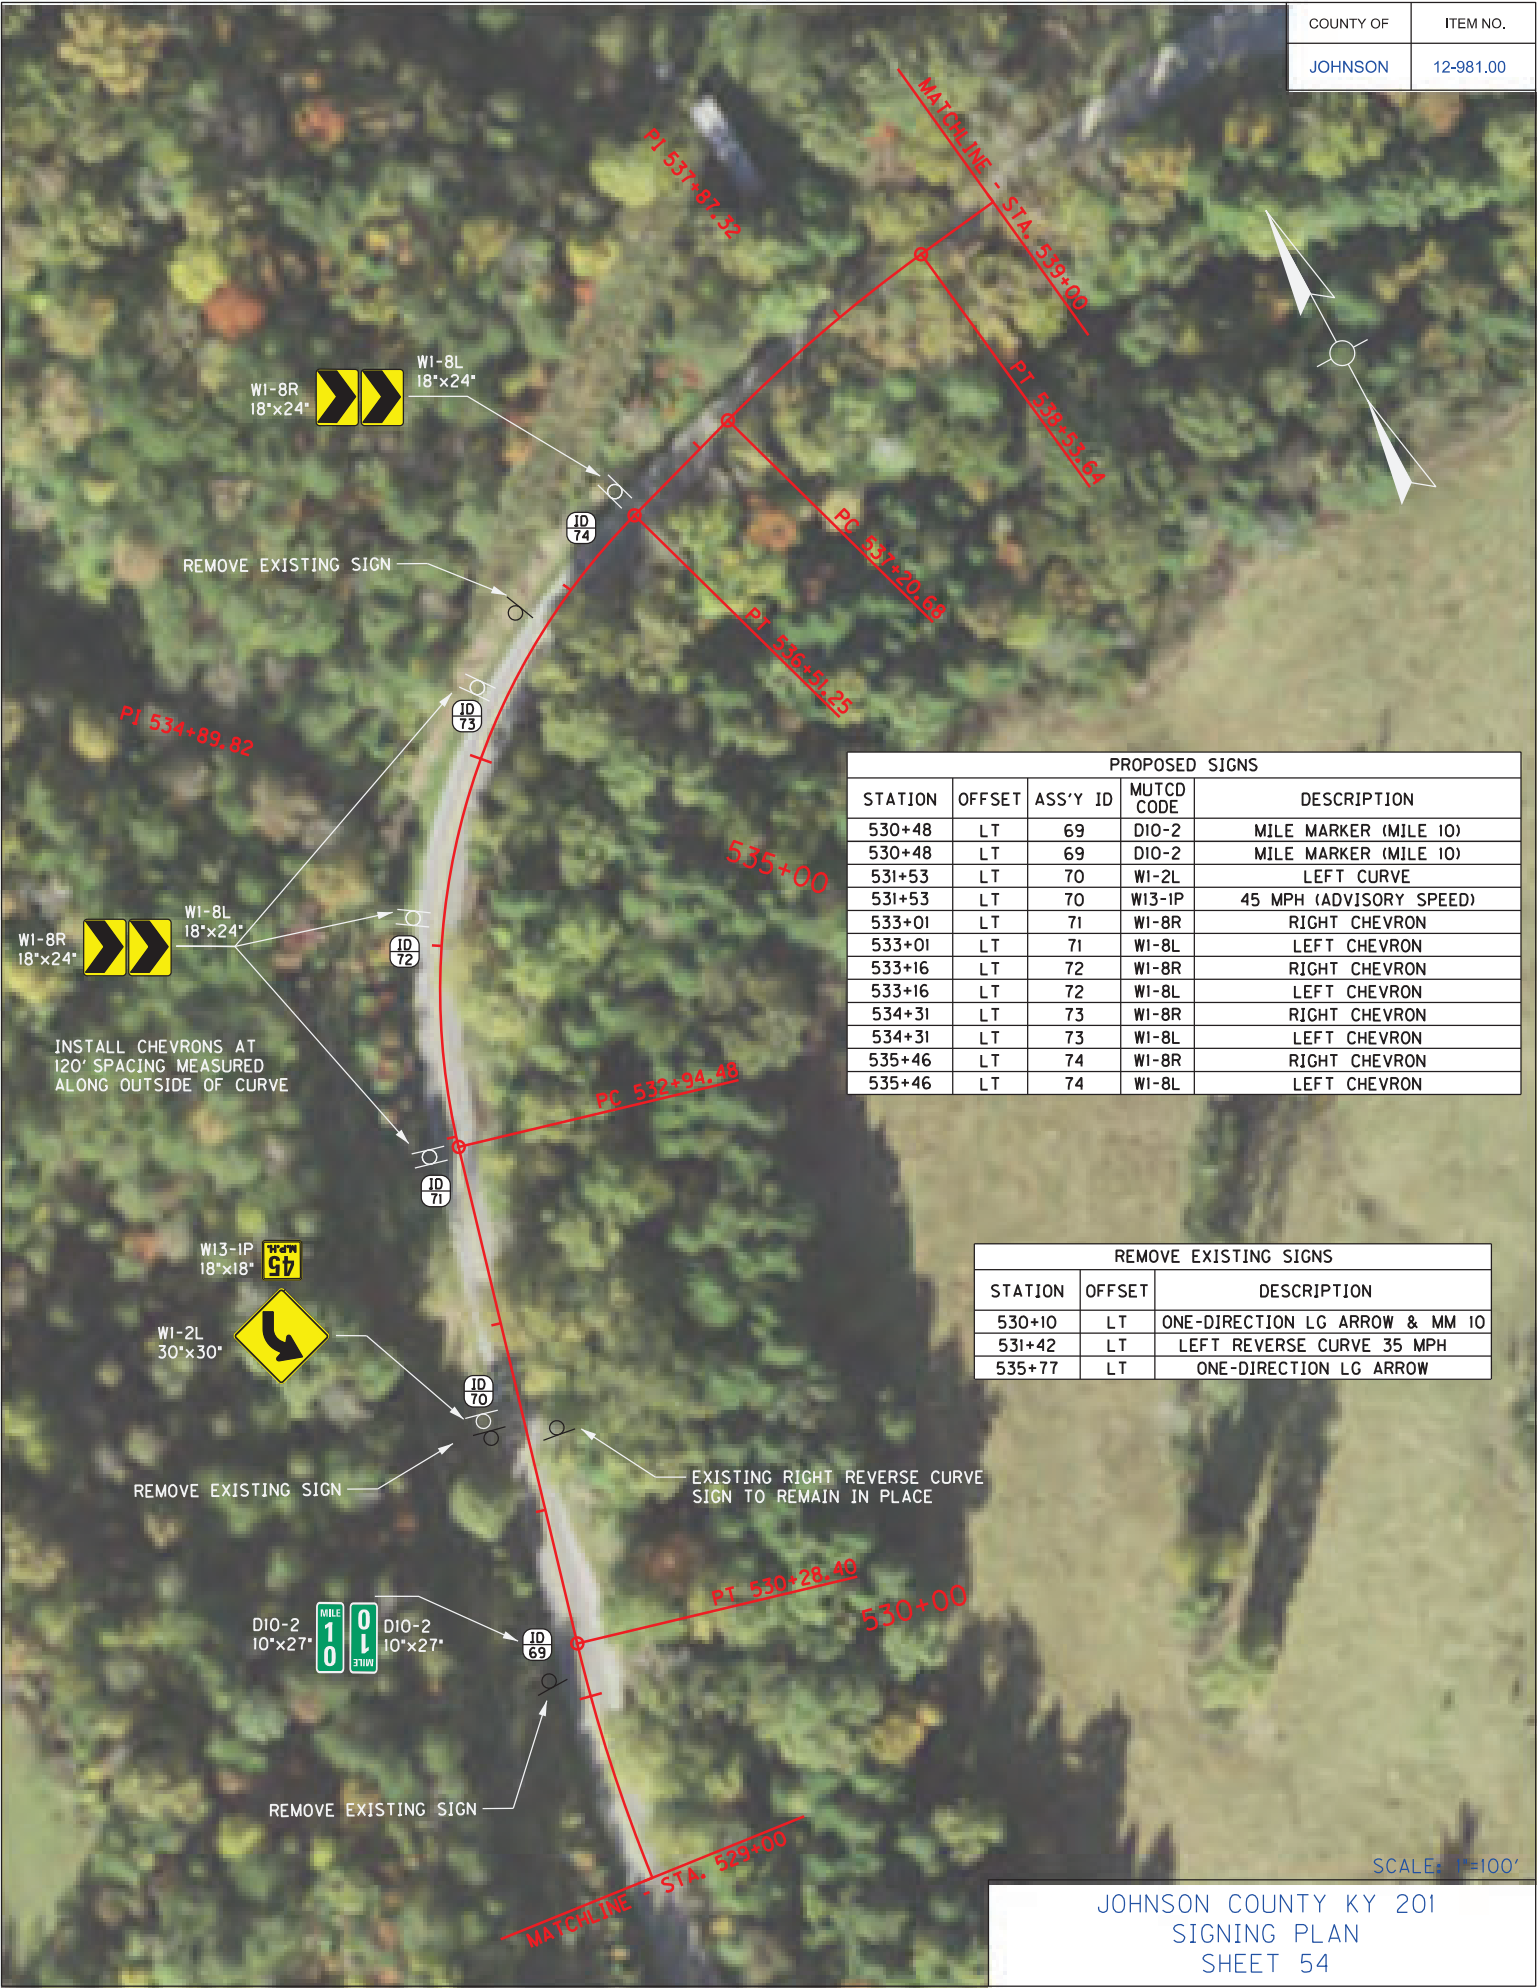 COUNTY OF
ITEM NO.
JOHNSON
12-981.00
MATCHLINE - STA. 539+00
PI 537+87.32
PT 538+53.64
W1-8L
18"x24"
W1-8R
18"x24"
PC 537+20.68
ID
74
REMOVE EXISTING SIGN
PT 536+51.25
ID
73
PI 534+89.82
535+00
PROPOSED SIGNS
STATION OFFSET ASS'Y ID MUTCD CODE DESCRIPTION
530+48 LT 69 D10-2 MILE MARKER (MILE 10)
530+48 LT 69 D10-2 MILE MARKER (MILE 10)
531+53 LT 70 W1-2L LEFT CURVE
531+53 LT 70 W13-1P 45 MPH (ADVISORY SPEED)
533+01 LT 71 W1-8R RIGHT CHEVRON
533+01 LT 71 W1-8L LEFT CHEVRON
533+16 LT 72 W1-8R RIGHT CHEVRON
533+16 LT 72 W1-8L LEFT CHEVRON
534+31 LT 73 W1-8R RIGHT CHEVRON
534+31 LT 73 W1-8L LEFT CHEVRON
535+46 LT 74 W1-8R RIGHT CHEVRON
535+46 LT 74 W1-8L LEFT CHEVRON
W1-8L
18"x24"
W1-8R
18"x24"
ID
72
INSTALL CHEVRONS AT
120' SPACING MEASURED
ALONG OUTSIDE OF CURVE
PC 532+94.48
ID
71
W13-1P
18"x18"
45
M.P.H.
W1-2L
30"x30"
REMOVE EXISTING SIGNS
STATION OFFSET DESCRIPTION
530+10 LT ONE-DIRECTION LG ARROW & MM 10
531+42 LT LEFT REVERSE CURVE 35 MPH
535+77 LT ONE-DIRECTION LG ARROW
ID
70
REMOVE EXISTING SIGN
EXISTING RIGHT REVERSE CURVE
SIGN TO REMAIN IN PLACE
PT 530+28.40
530+00
D10-2
10"x27"
MILE
1
0
MILE
1
0
D10-2
10"x27"
ID
69
REMOVE EXISTING SIGN
MATCHLINE - STA. 529+00
SCALE: 1"=100'
JOHNSON COUNTY KY 201
SIGNING PLAN
SHEET 54